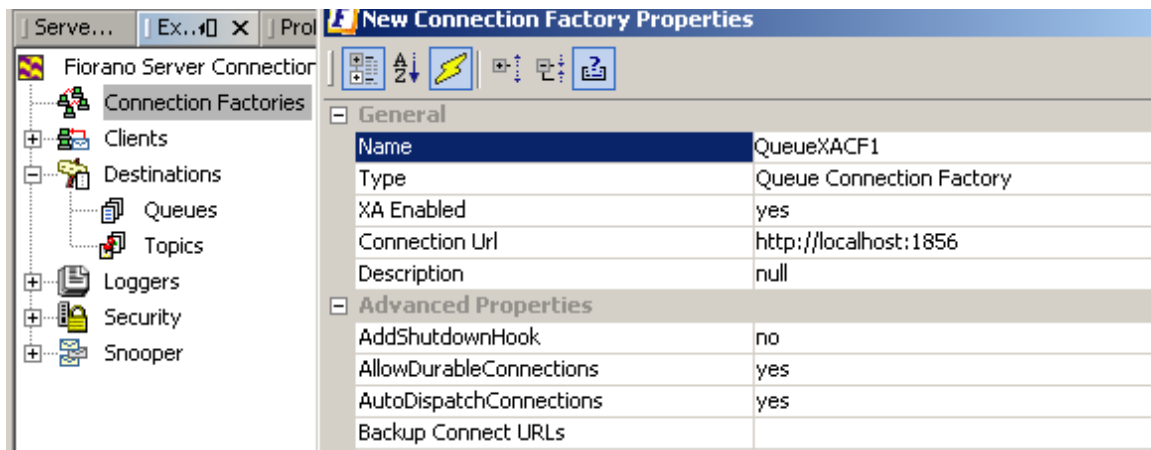 Serve...
Ex..
Prol
Fiorano Server Connection
Connection Factories
Clients
Destinations
Queues
Topics
Loggers
Security
Snooper
New Connection Factory Properties
General
Name QueueXACF1
Type Queue Connection Factory
XA Enabled yes
Connection Url http://localhost:1856
Description null
Advanced Properties
AddShutdownHook no
AllowDurableConnections yes
AutoDispatchConnections yes
Backup Connect URLs